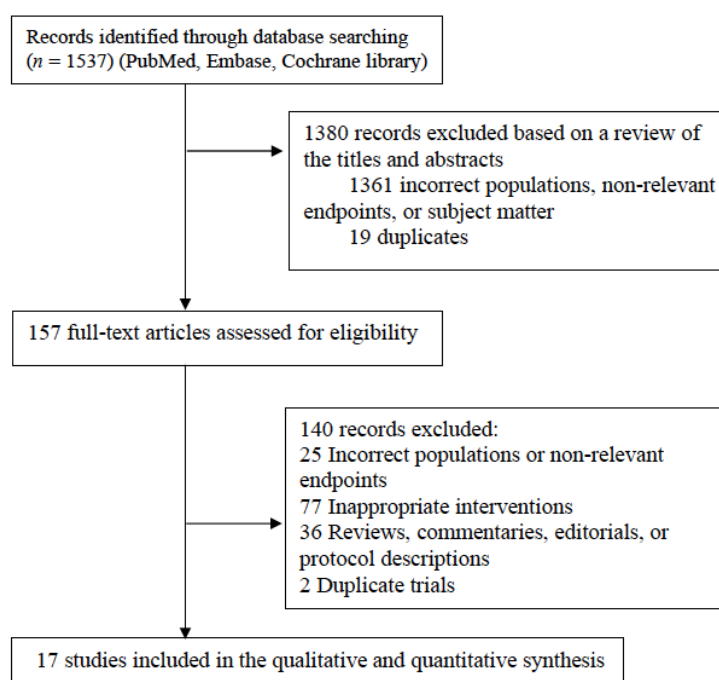 Records identified through database searching
(n = 1537) (PubMed, Embase, Cochrane library)
1380 records excluded based on a review of
the titles and abstracts
1361 incorrect populations, non-relevant
endpoints, or subject matter
19 duplicates
157 full-text articles assessed for eligibility
140 records excluded:
25 Incorrect populations or non-relevant
endpoints
77 Inappropriate interventions
36 Reviews, commentaries, editorials, or
protocol descriptions
2 Duplicate trials
17 studies included in the qualitative and quantitative synthesis